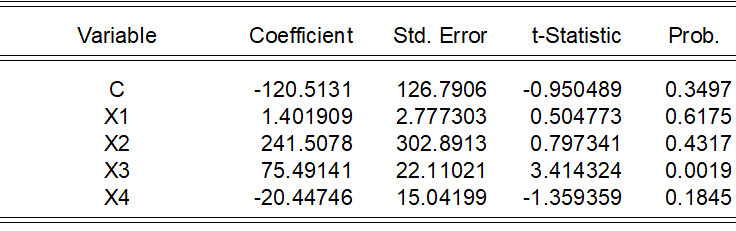 Variable Coefficient Std. Error t-Statistic Prob.
C -120.5131 126.7906 -0.950489 0.3497
X1 1.401909 2.777303 0.504773 0.6175
X2 241.5078 302.8913 0.797341 0.4317
X3 75.49141 22.11021 3.414324 0.0019
X4 -20.44746 15.04199 -1.359359 0.1845